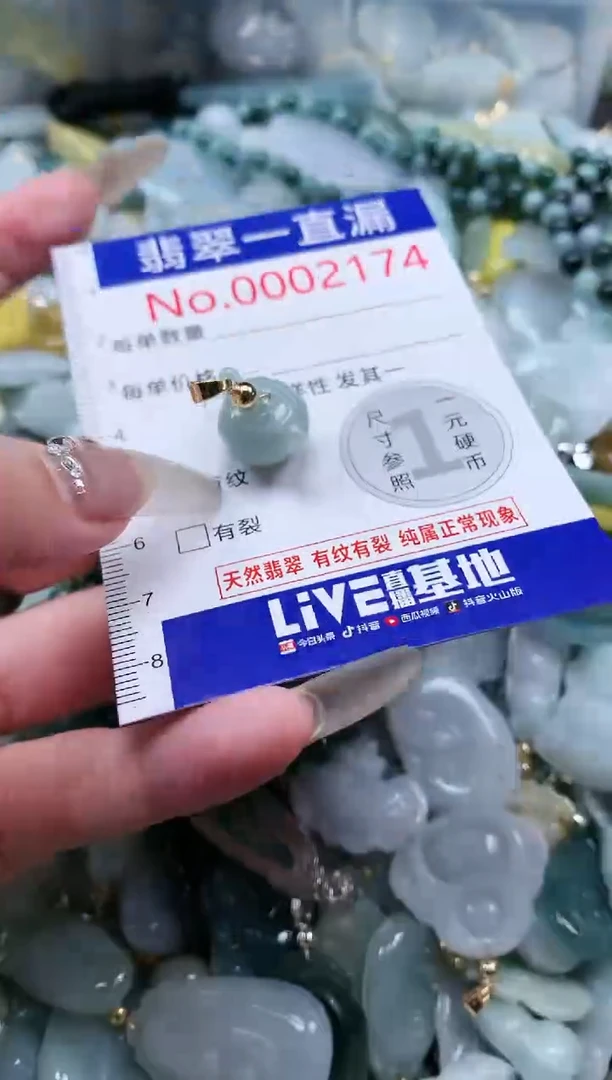 翡翠一直漏
No.0002174
每单数量
每单价格 样性 发其一
4
尺寸参照
1
一元硬币
纹
6
有裂
天然翡翠 有纹有裂 纯属正常现象
7
LiVE直播基地
8
今日头条 抖音 西瓜视频 抖音火山版